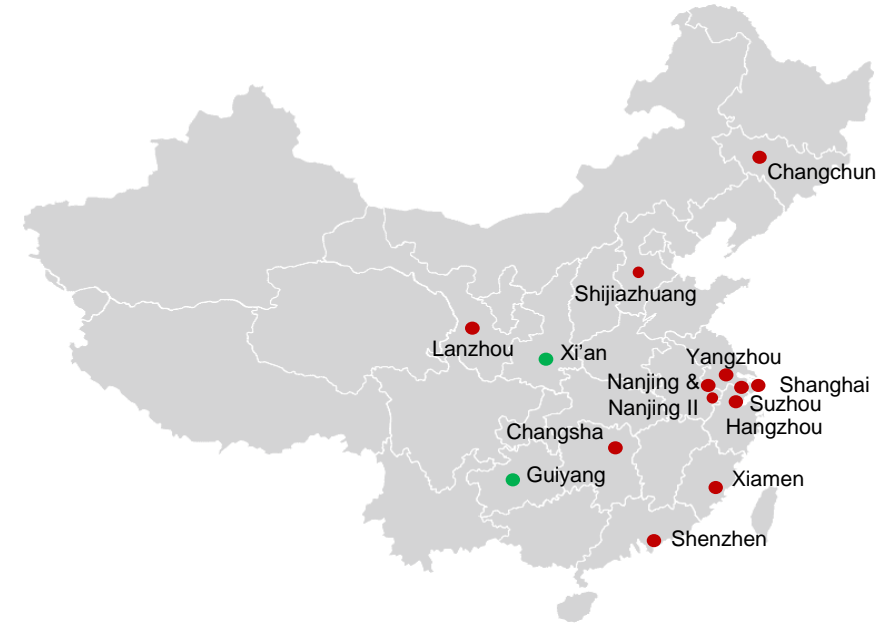 Changchun
Shijiazhuang
Lanzhou
Xi’an
Yangzhou
Nanjing &
Nanjing II
Shanghai
Suzhou
Hangzhou
Changsha
Guiyang
Xiamen
Shenzhen